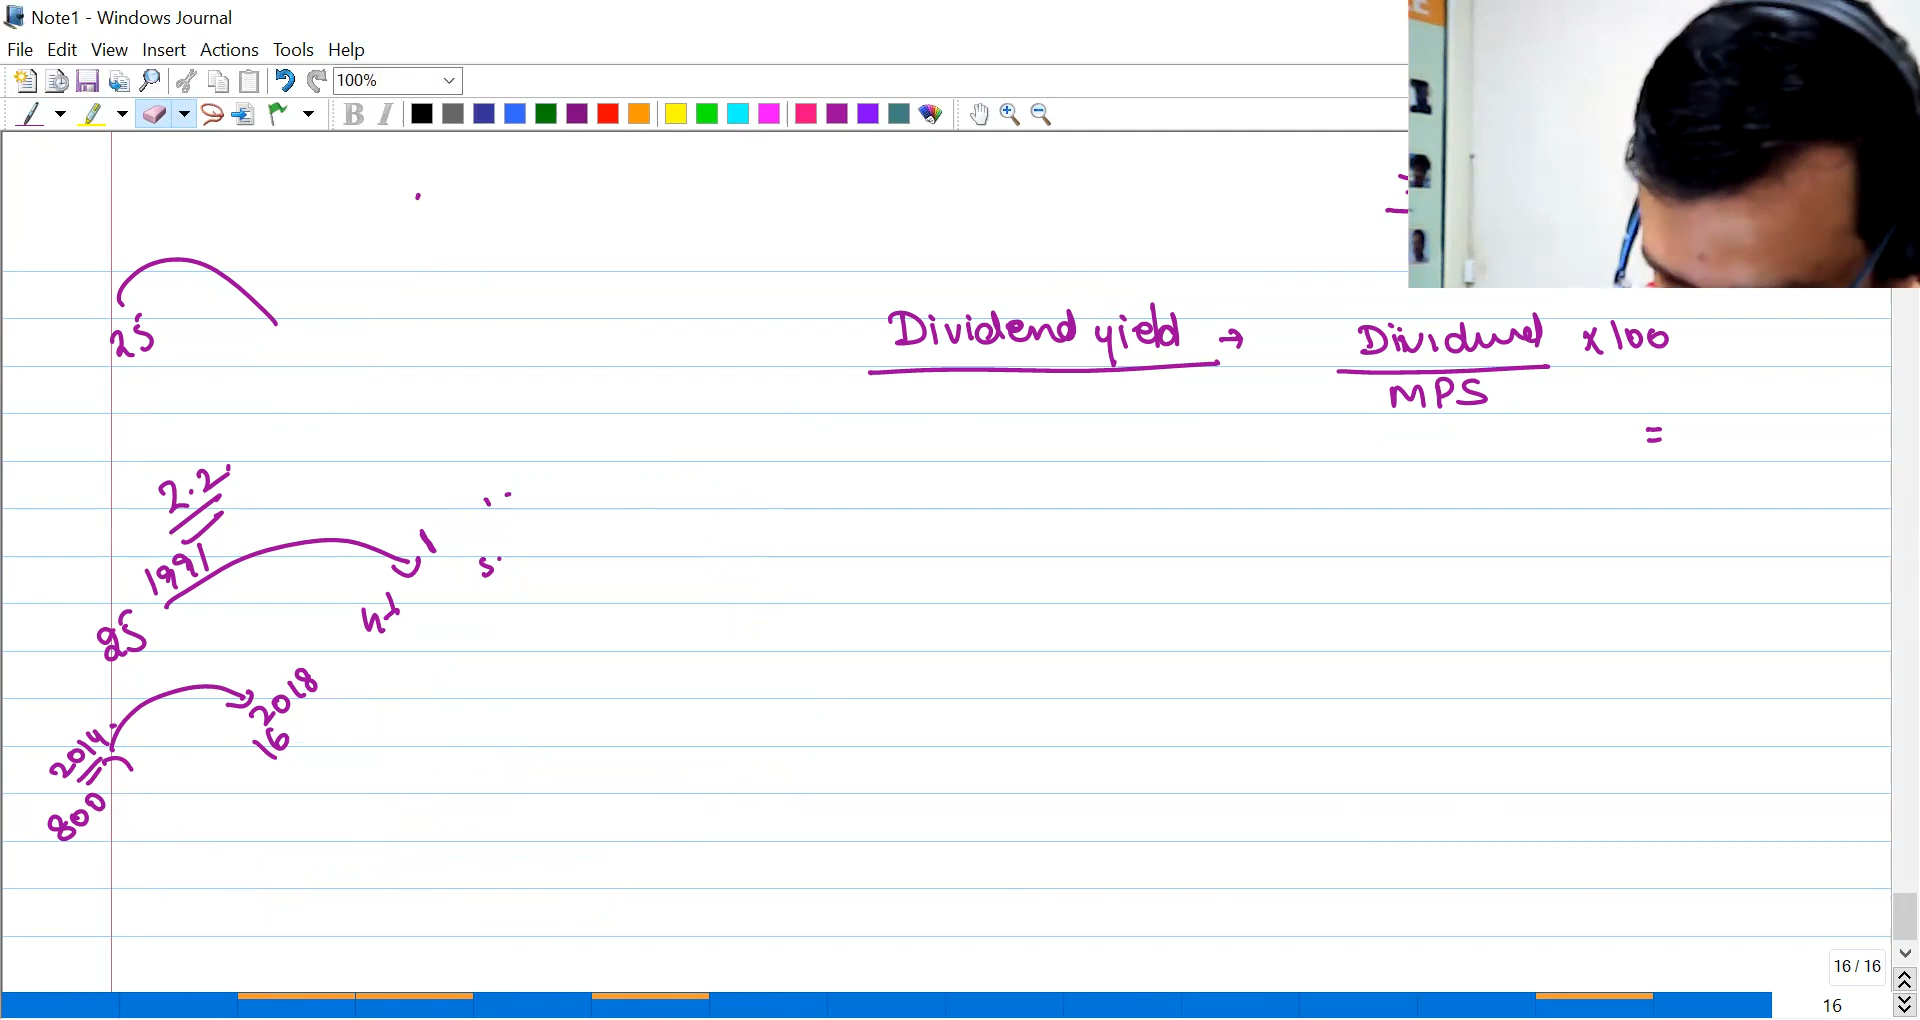 Note1 - Windows Journal
File Edit View Insert Actions Tools Help
100%
B I
25
Dividend yield → Dividend × 100
MPS
=
2.2
1991
25
5.
2018
16
2014
800
16 / 16
16